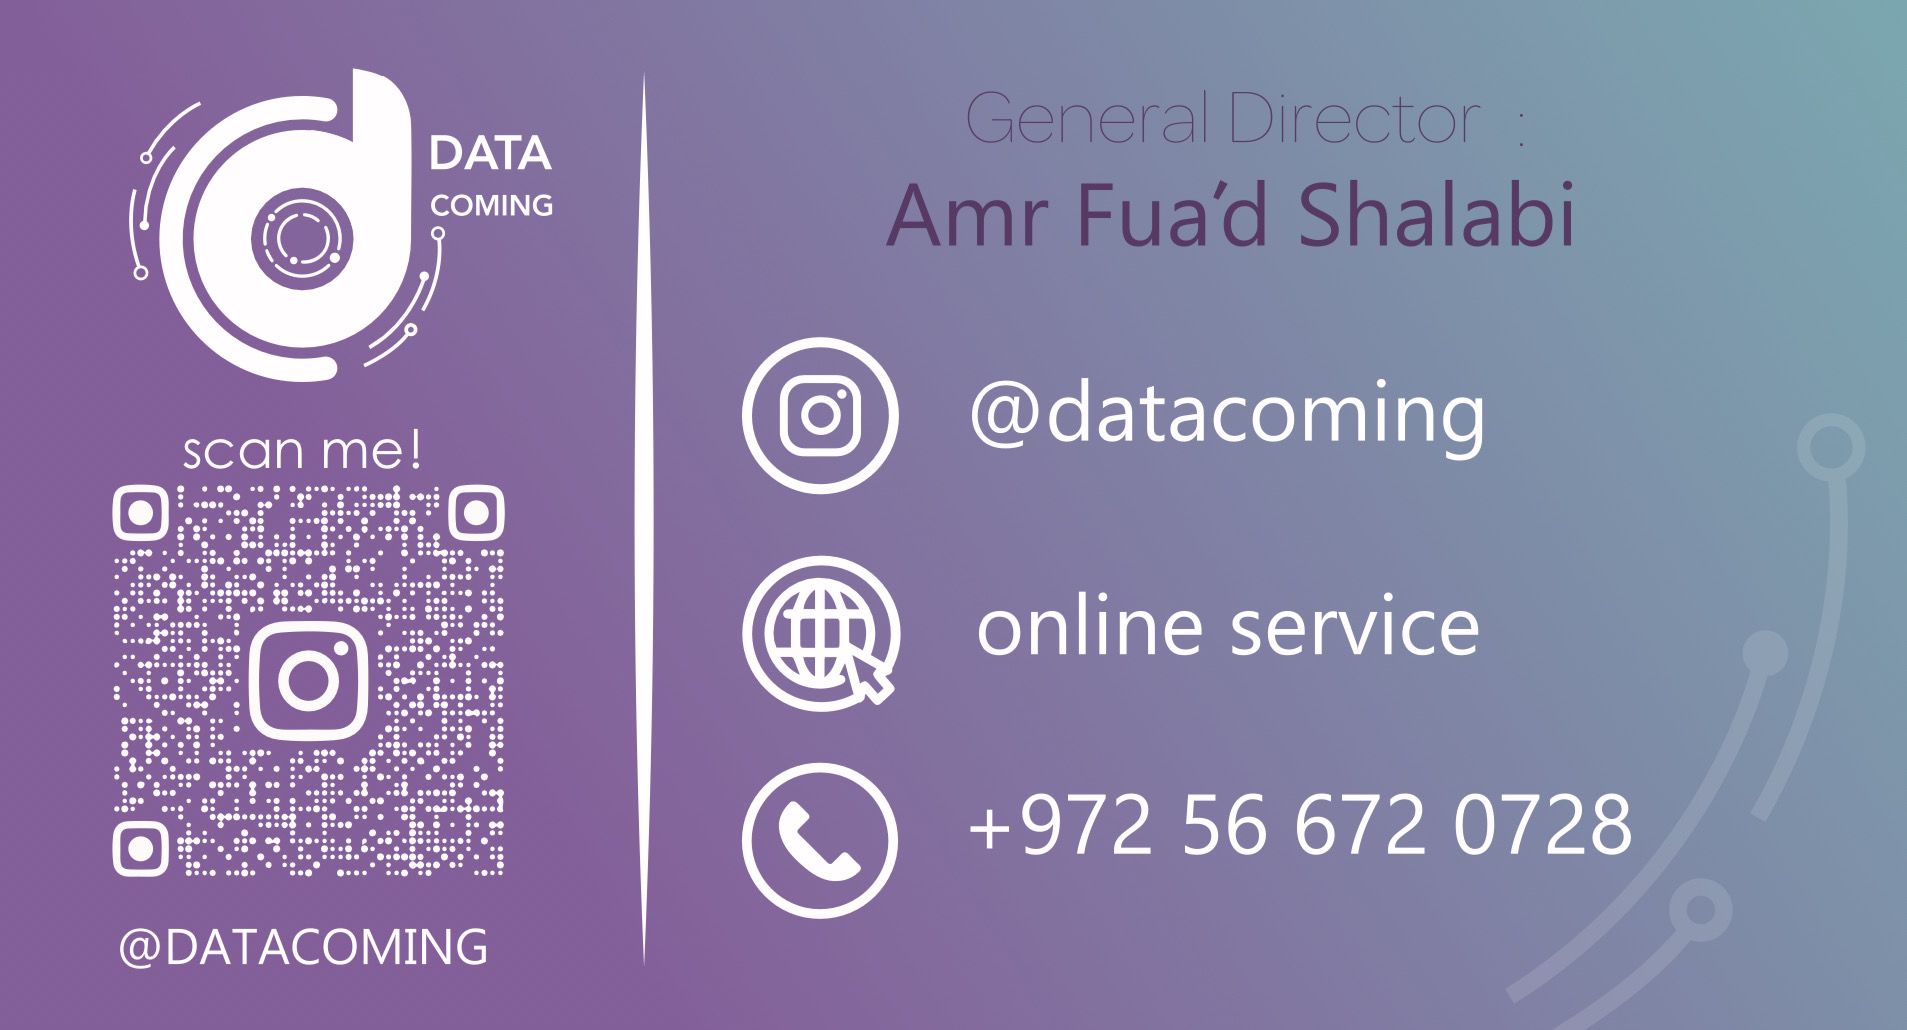 DATA
COMING
scan me!
@DATACOMING
General Director :
Amr Fua’d Shalabi
@datacoming
online service
+972 56 672 0728